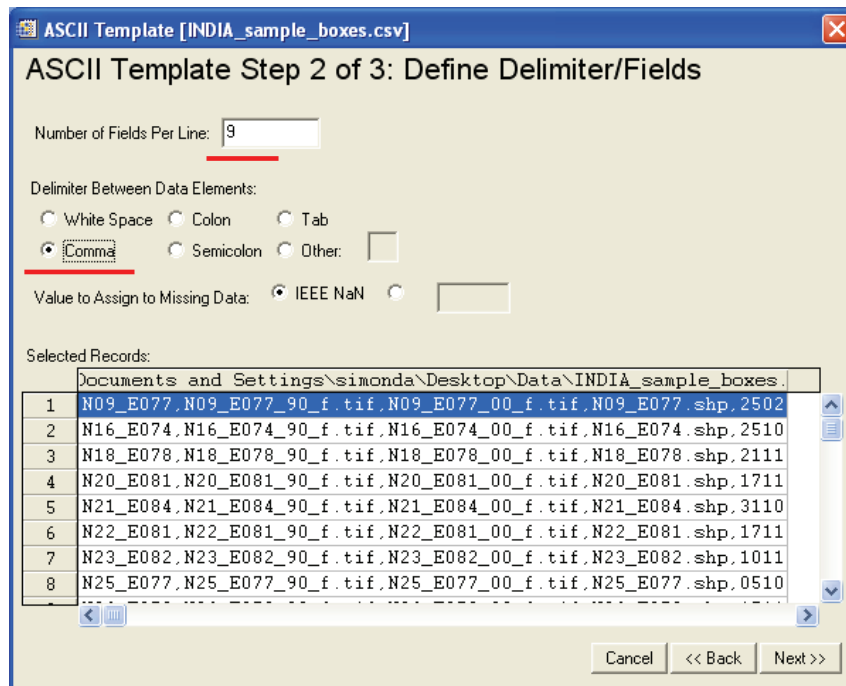 ASCII Template [INDIA_sample_boxes.csv]
ASCII Template Step 2 of 3: Define Delimiter/Fields
Number of Fields Per Line: 9
Delimiter Between Data Elements:
White Space Colon Tab
Comma Semicolon Other:
Value to Assign to Missing Data: IEEE NaN
Selected Records:
Documents and Settings\simonda\Desktop\Data\INDIA_sample_boxes.
1 N09_E077,N09_E077_90_f.tif,N09_E077_00_f.tif,N09_E077.shp,2502
2 N16_E074,N16_E074_90_f.tif,N16_E074_00_f.tif,N16_E074.shp,2510
3 N18_E078,N18_E078_90_f.tif,N18_E078_00_f.tif,N18_E078.shp,2111
4 N20_E081,N20_E081_90_f.tif,N20_E081_00_f.tif,N20_E081.shp,1711
5 N21_E084,N21_E084_90_f.tif,N21_E084_00_f.tif,N21_E084.shp,3110
6 N22_E081,N22_E081_90_f.tif,N22_E081_00_f.tif,N22_E081.shp,1711
7 N23_E082,N23_E082_90_f.tif,N23_E082_00_f.tif,N23_E082.shp,1011
8 N25_E077,N25_E077_90_f.tif,N25_E077_00_f.tif,N25_E077.shp,0510
Cancel << Back Next >>